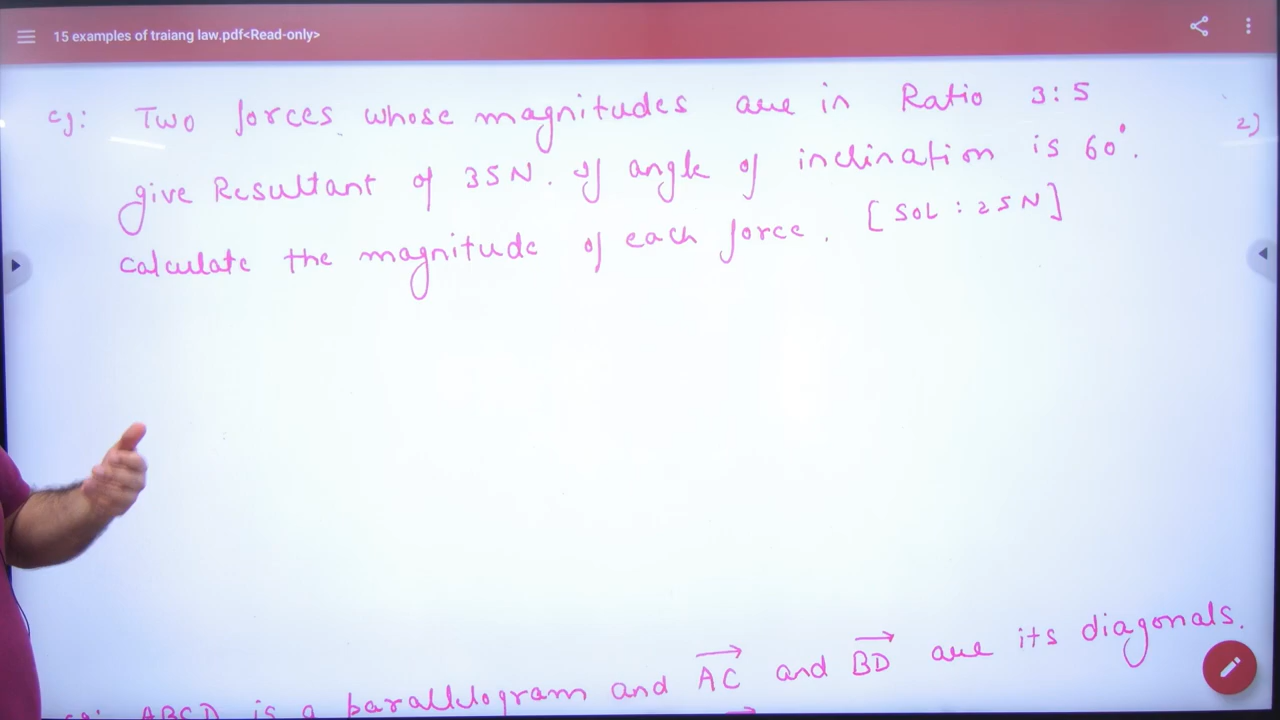 15 examples of traiang law.pdf<Read-only>
eg: Two forces whose magnitudes are in Ratio 3:5
2)
give Resultant of 35N. If angle of inclination is 60°.
calculate the magnitude of each force. [SOL: 25N]
eg: ABCD is a parallelogram and AC and BD are its diagonals.